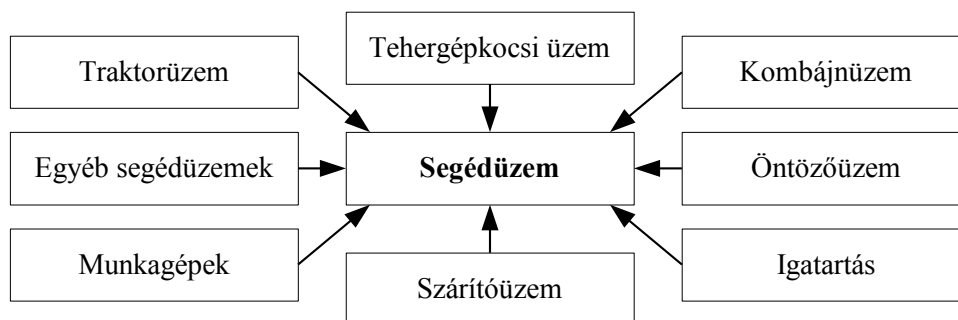 Tehergépkocsi üzem
Traktorüzem
Kombájnüzem
Egyéb segédüzemek
Segédüzem
Öntözőüzem
Munkagépek
Szárítóüzem
Igatartás